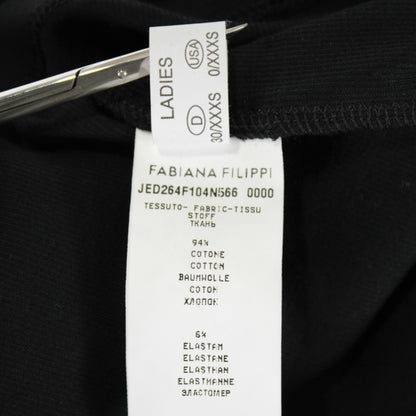 LADIES
USA
0/XXXS
D
30/XXXS
FABIANA FILIPPI
JED264F104N566 0000
TESSUTO- FABRIC-TISSU
STOFF
ТКАНЬ
94%
COTONE
COTTON
BAUMWOLLE
COTON
ХЛОПОК
6%
ELASTAM
ELASTANE
ELASTHAN
ELASTHANNE
ЭЛАСТОМЕР